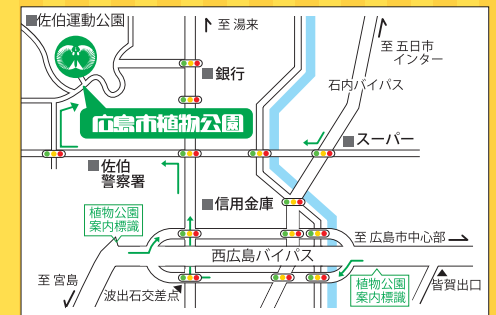 佐伯運動公園
至 湯来
至 五日市
インター
銀行
石内バイパス
広島市植物公園
スーパー
佐伯
警察署
信用金庫
植物公園
案内標識
至 広島市中心部
西広島バイパス
至 宮島
波出石交差点
植物公園
案内標識
皆賀出口